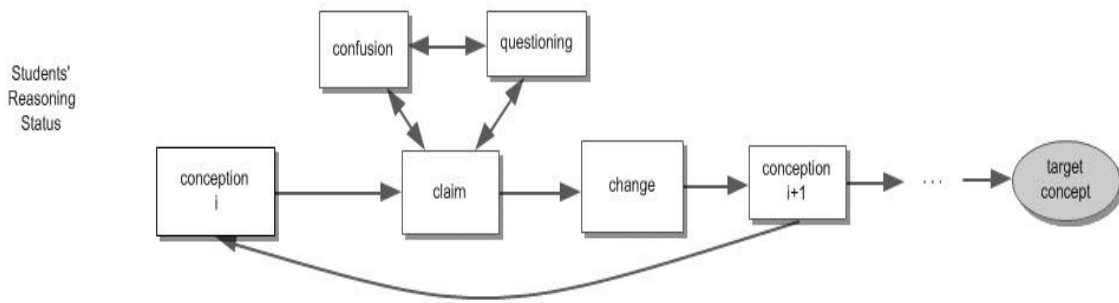 Students'
Reasoning
Status
confusion
questioning
conception
i
claim
change
conception
i+1
...
target
concept